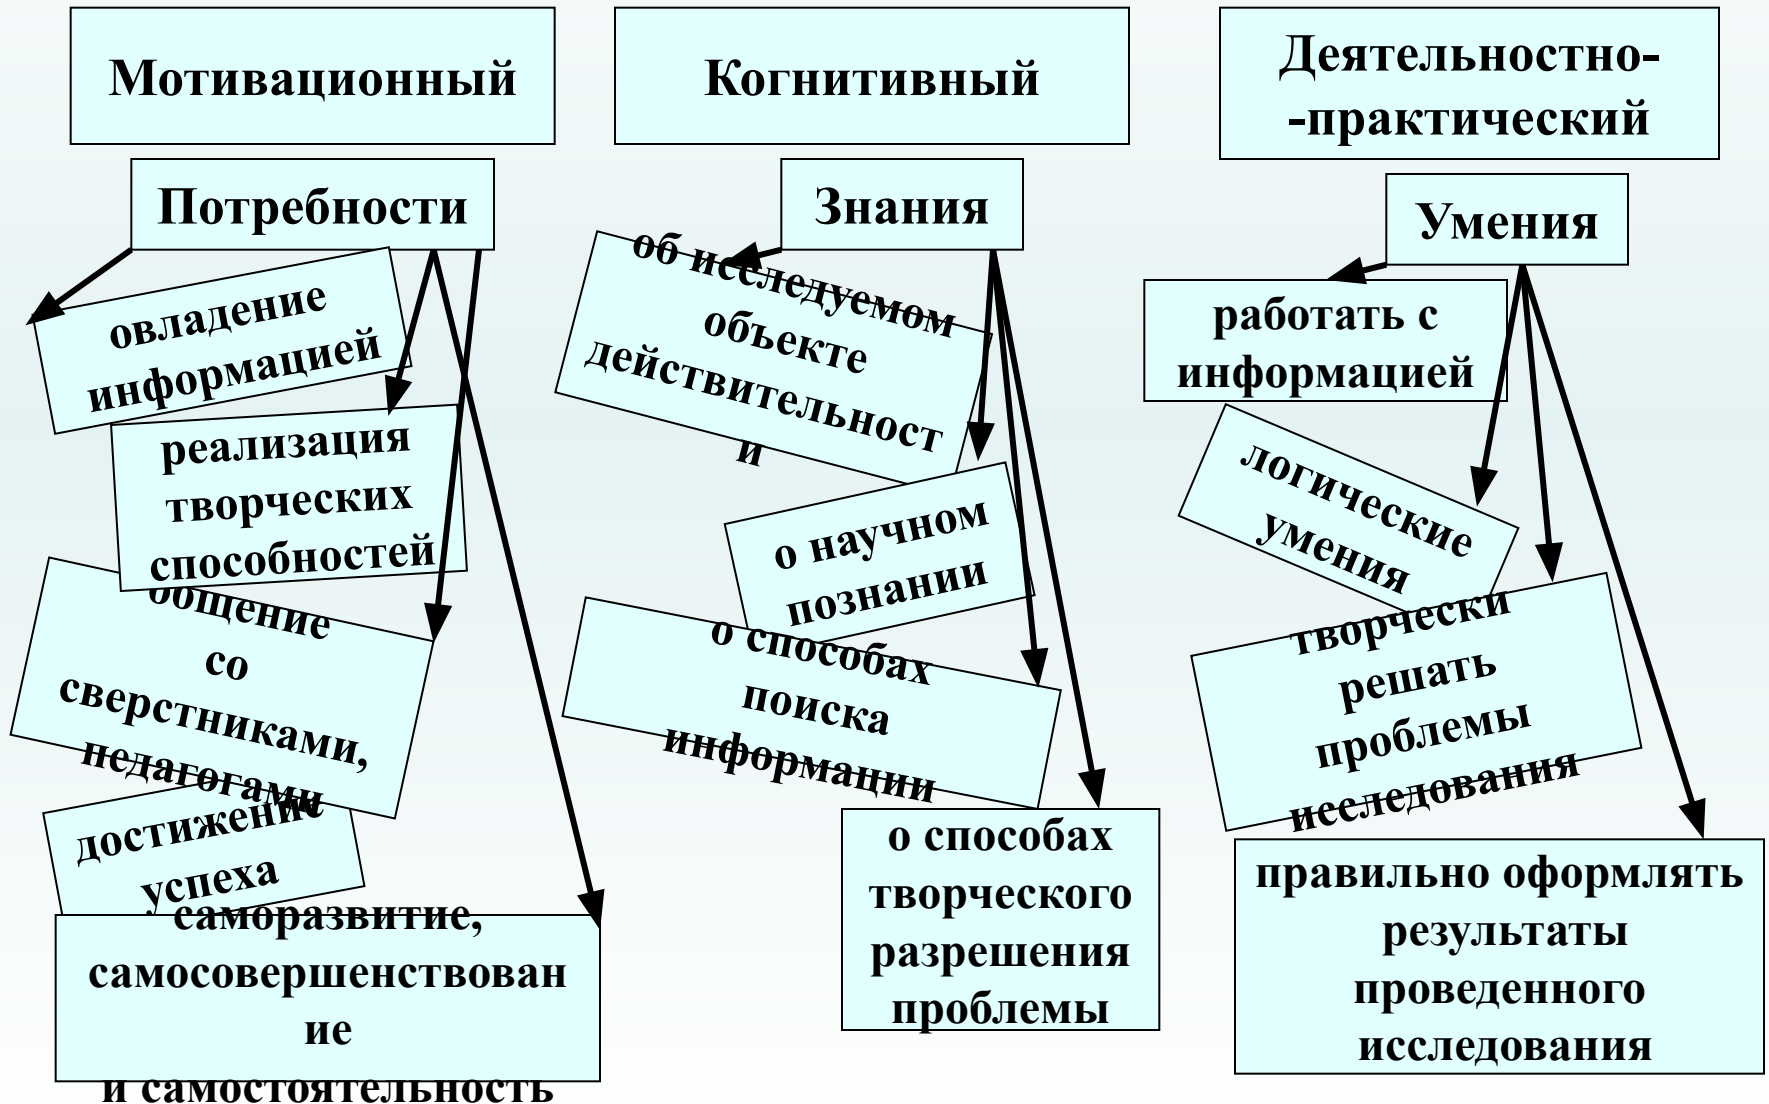 Мотивационный
Потребности
овладение
информацией
реализация
творческих
способностей
общение
со
сверстниками,
педагогами
достижение
успеха
саморазвитие,
самосовершенствован
ие
и самостоятельность
Когнитивный
Знания
об исследуемом
объекте
действительност
и
о научном
познании
о способах
поиска
информации
о способах
творческого
разрешения
проблемы
Деятельностно-
-практический
Умения
работать с
информацией
логические
умения
творчески
решать
проблемы
исследования
правильно оформлять
результаты
проведенного
исследования